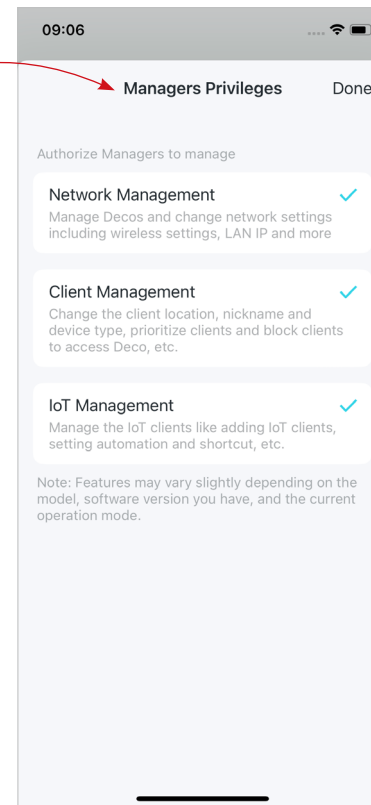 09:06
Managers Privileges Done
Authorize Managers to manage
Network Management
Manage Decos and change network settings
including wireless settings, LAN IP and more
Client Management
Change the client location, nickname and
device type, prioritize clients and block clients
to access Deco, etc.
IoT Management
Manage the IoT clients like adding IoT clients,
setting automation and shortcut, etc.
Note: Features may vary slightly depending on the
model, software version you have, and the current
operation mode.